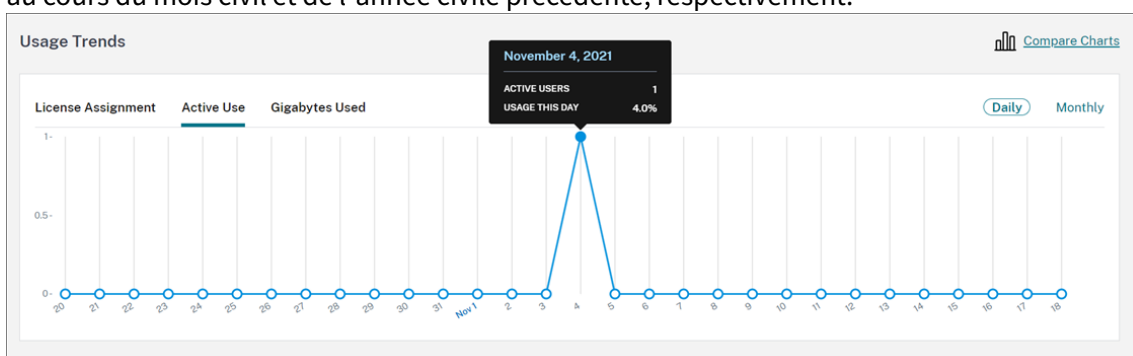 au cours du mois civil et de l'année civile précédente, respectivement.
Usage Trends
Compare Charts
November 4, 2021
ACTIVE USERS 1
USAGE THIS DAY 4.0%
License Assignment Active Use Gigabytes Used
Daily Monthly
1-
0.5-
0-
20 21 22 23 24 25 26 27 28 29 30 31 Nov 1 2 3 4 5 6 7 8 9 10 11 12 13 14 15 16 17 18